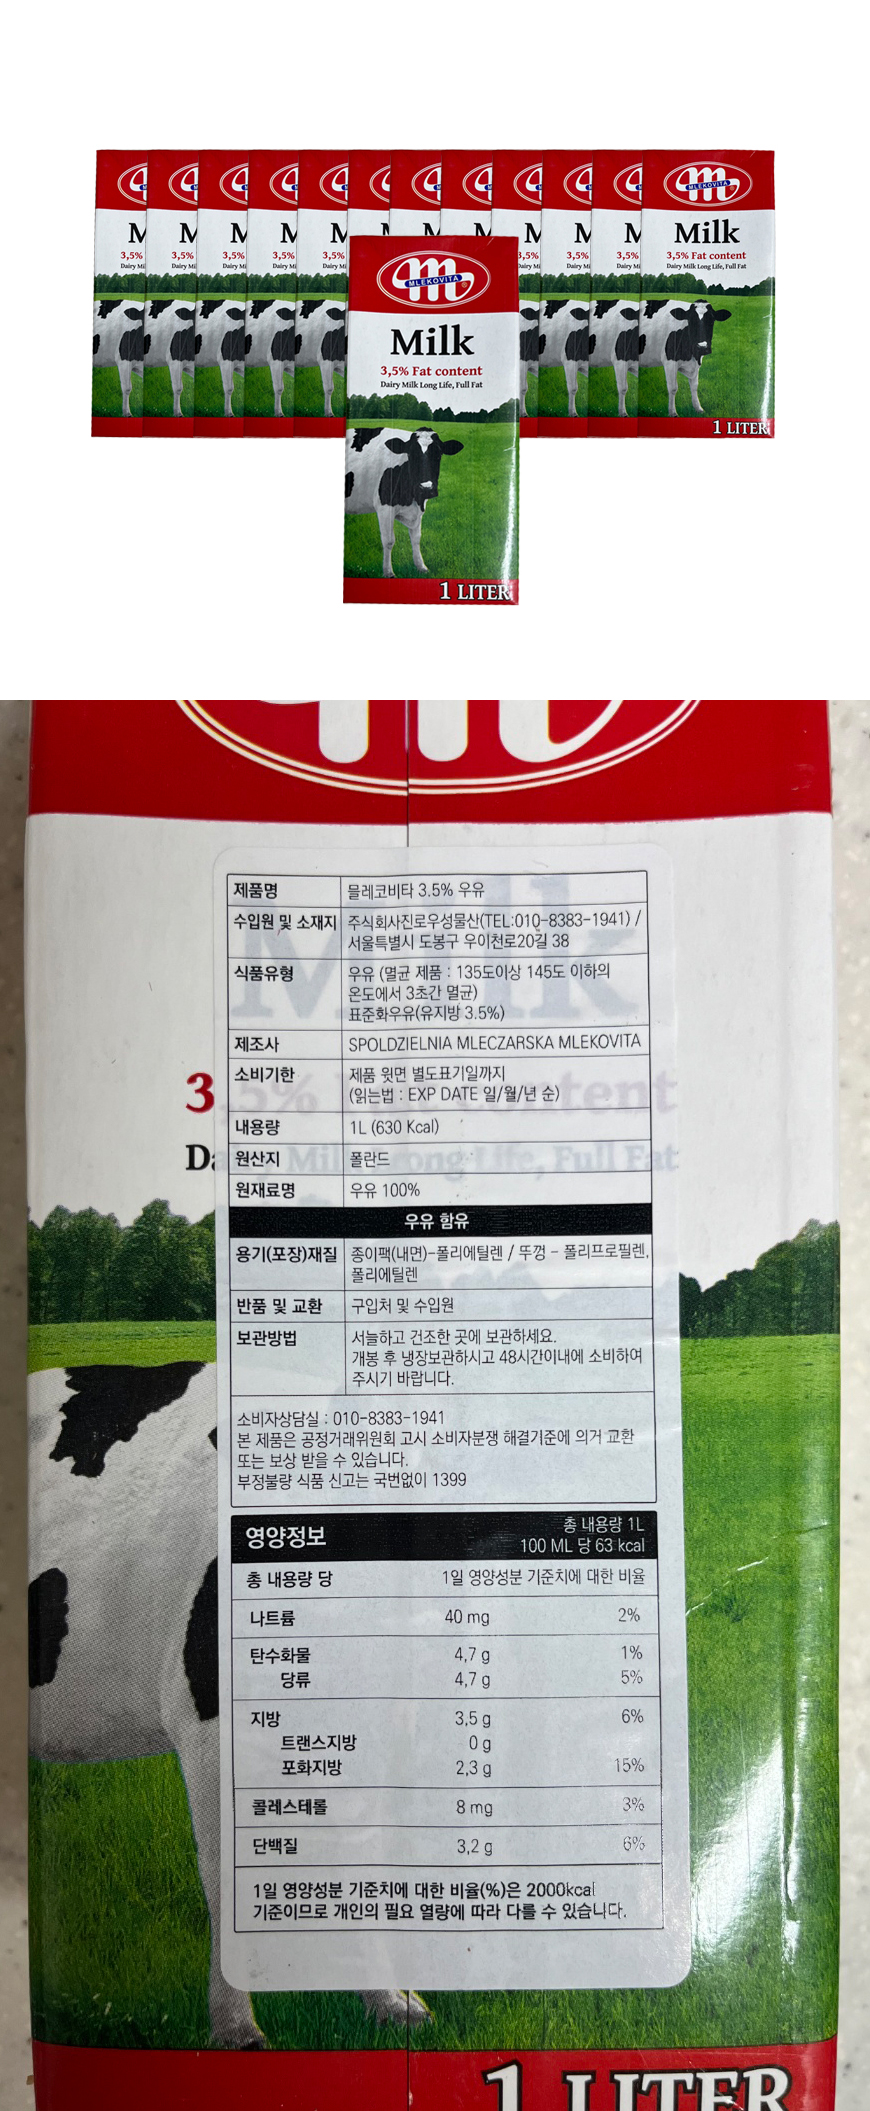 MLEKOVITA
Milk
3,5% Fat content
Dairy Milk Long Life, Full Fat
1 LITER
MLEKOVITA
Milk
3,5% Fat content
Dairy Milk Long Life, Full Fat
1 LITER
제품명 믈레코비타 3.5% 우유
수입원 및 소재지 주식회사진로우성물산(TEL:010-8383-1941) /
서울특별시 도봉구 우이천로20길 38
식품유형 우유 (멸균 제품 : 135도이상 145도 이하의
온도에서 3초간 멸균)
표준화우유(유지방 3.5%)
제조사 SPOLDZIELNIA MLECZARSKA MLEKOVITA
소비기한 제품 윗면 별도표기일까지
(읽는법 : EXP DATE 일/월/년 순)
내용량 1L (630 Kcal)
원산지 폴란드
원재료명 우유 100%
우유 함유
용기(포장)재질 종이팩(내면)-폴리에틸렌 / 뚜껑 - 폴리프로필렌,
폴리에틸렌
반품 및 교환 구입처 및 수입원
보관방법 서늘하고 건조한 곳에 보관하세요.
개봉 후 냉장보관하시고 48시간이내에 소비하여
주시기 바랍니다.
소비자상담실 : 010-8383-1941
본 제품은 공정거래위원회 고시 소비자분쟁 해결기준에 의거 교환
또는 보상 받을 수 있습니다.
부정불량 식품 신고는 국번없이 1399
영양정보 총 내용량 1L
100 ML 당 63 kcal
총 내용량 당 1일 영양성분 기준치에 대한 비율
나트륨 40 mg 2%
탄수화물 4,7 g 1%
당류 4,7 g 5%
지방 3,5 g 6%
트랜스지방 0 g
포화지방 2,3 g 15%
콜레스테롤 8 mg 3%
단백질 3,2 g 6%
1일 영양성분 기준치에 대한 비율(%)은 2000kcal
기준이므로 개인의 필요 열량에 따라 다를 수 있습니다.
1 LITER